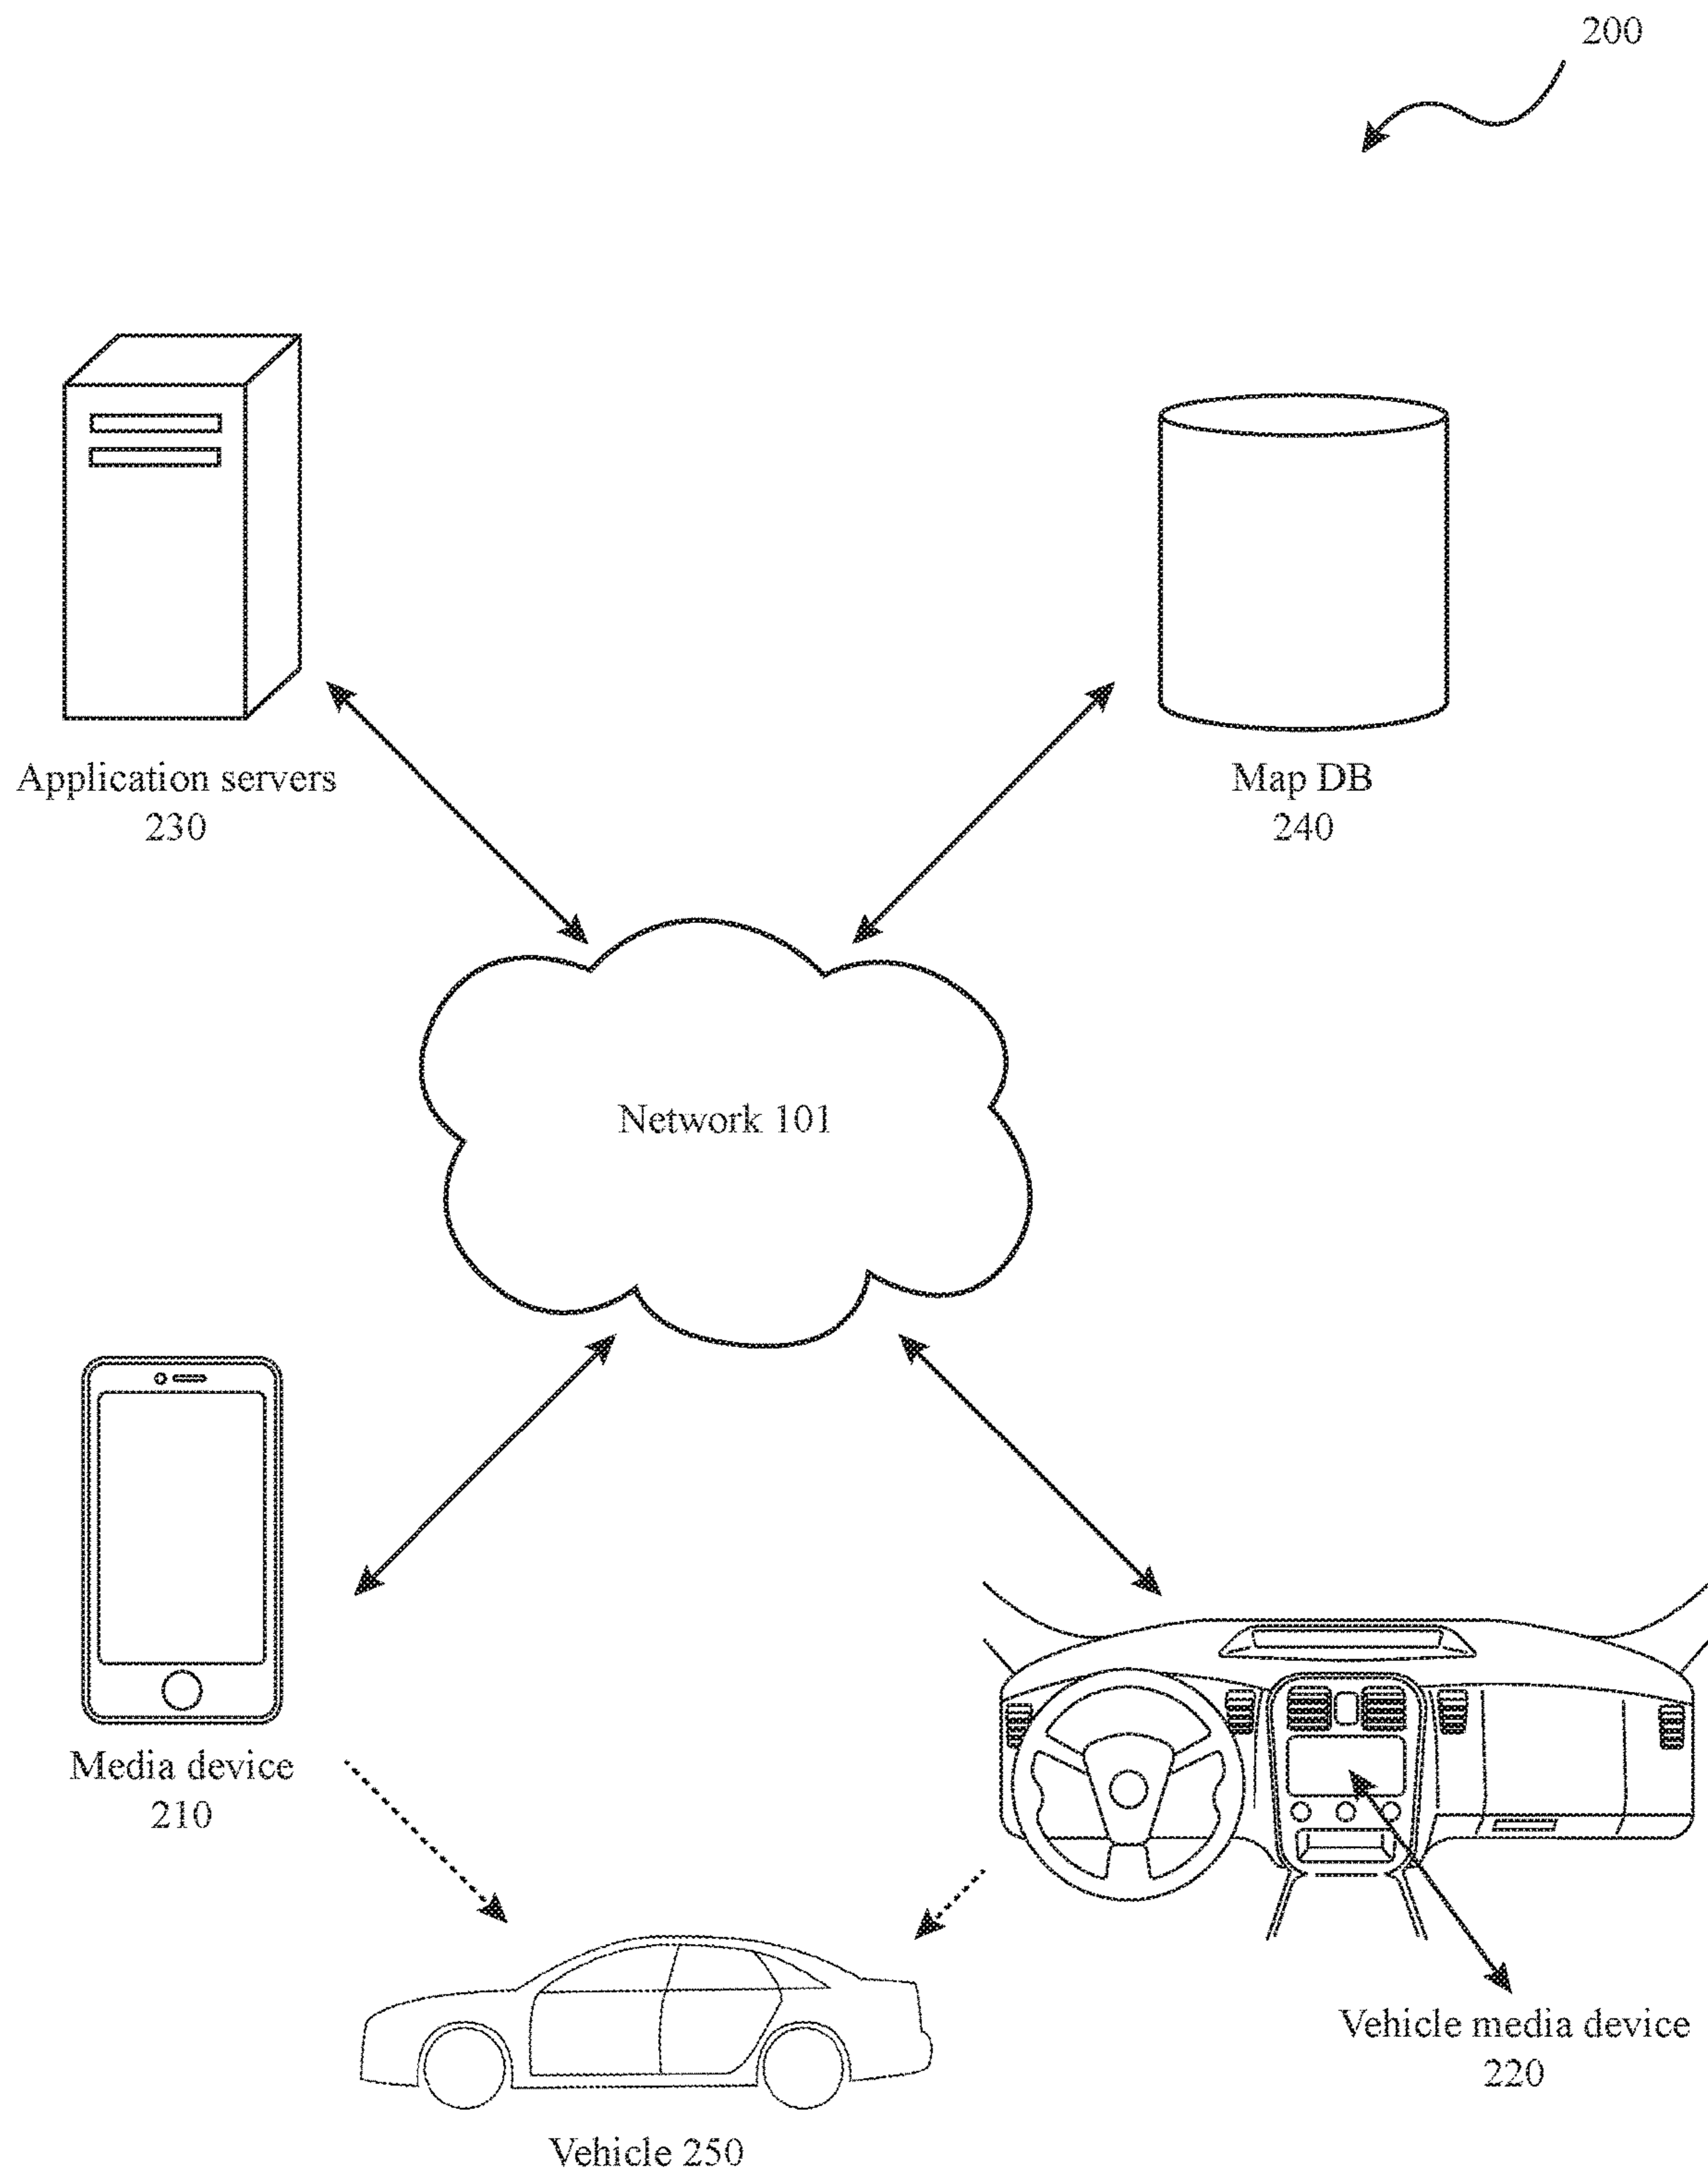 200
Application servers
230
Map DB
240
Network 101
Media device
210
Vehicle media device
220
Vehicle 250